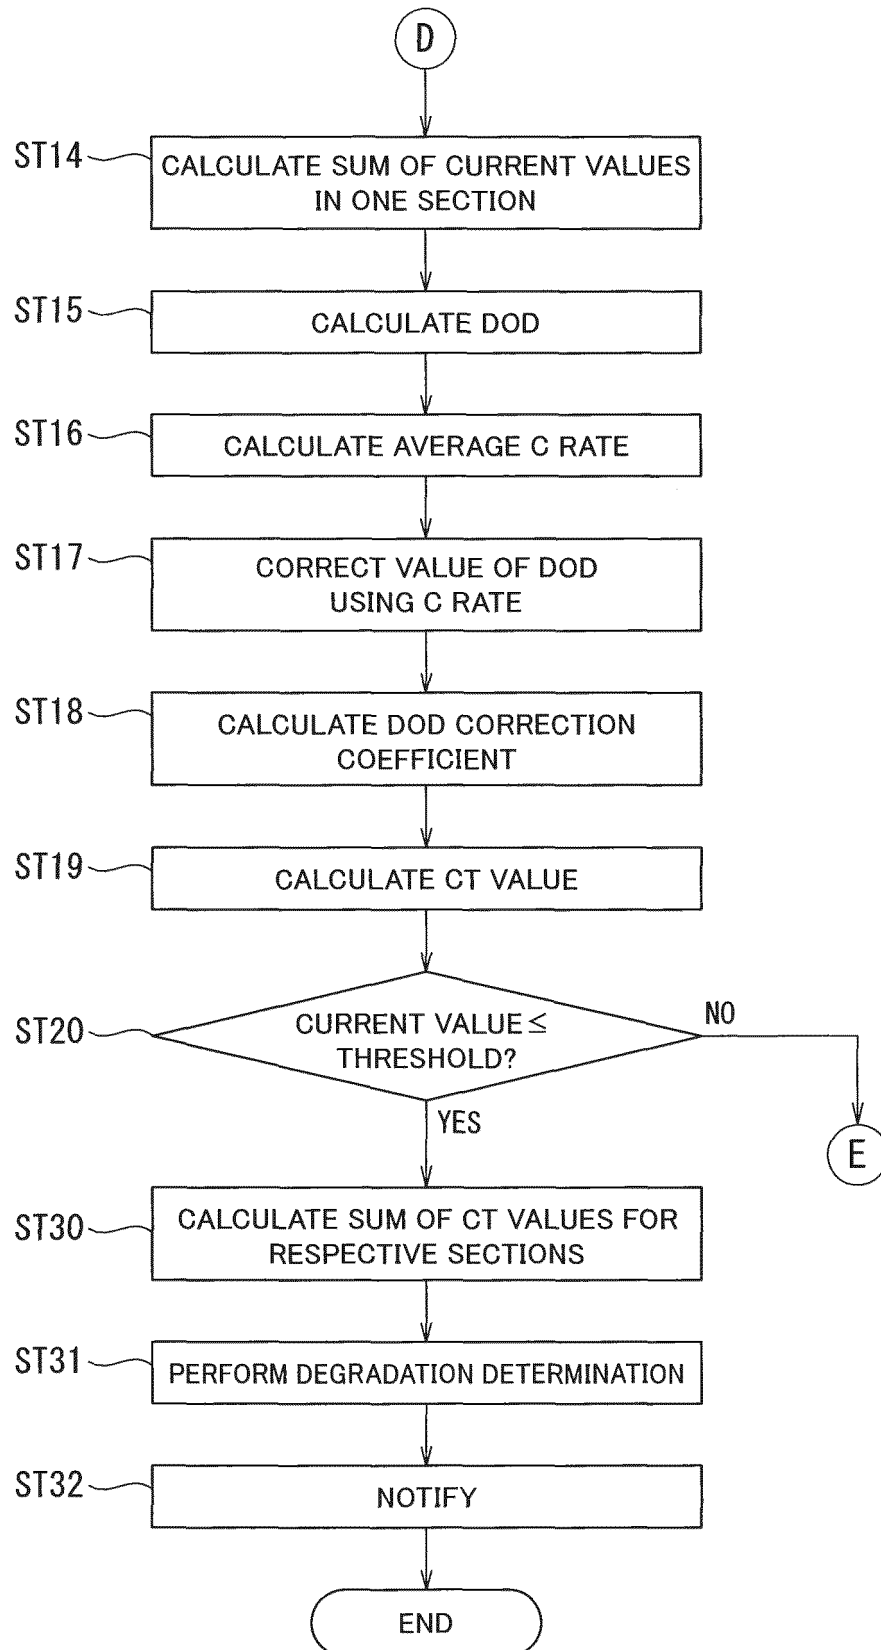 D
ST14
CALCULATE SUM OF CURRENT VALUES
IN ONE SECTION
ST15
CALCULATE DOD
ST16
CALCULATE AVERAGE C RATE
ST17
CORRECT VALUE OF DOD
USING C RATE
ST18
CALCULATE DOD CORRECTION
COEFFICIENT
ST19
CALCULATE CT VALUE
ST20
CURRENT VALUE ≤
THRESHOLD?
NO
YES
E
ST30
CALCULATE SUM OF CT VALUES FOR
RESPECTIVE SECTIONS
ST31
PERFORM DEGRADATION DETERMINATION
ST32
NOTIFY
END